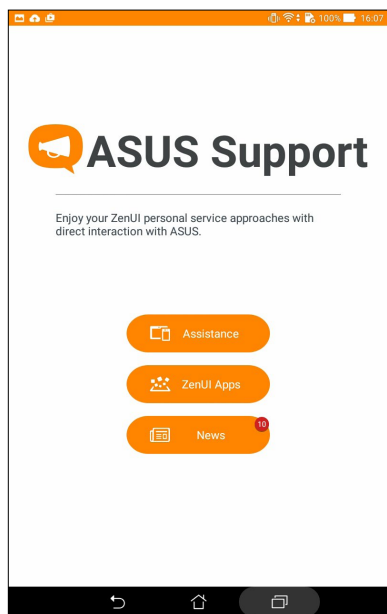 100% 16:07
ASUS Support
Enjoy your ZenUI personal service approaches with
direct interaction with ASUS.
Assistance
ZenUI Apps
10
News